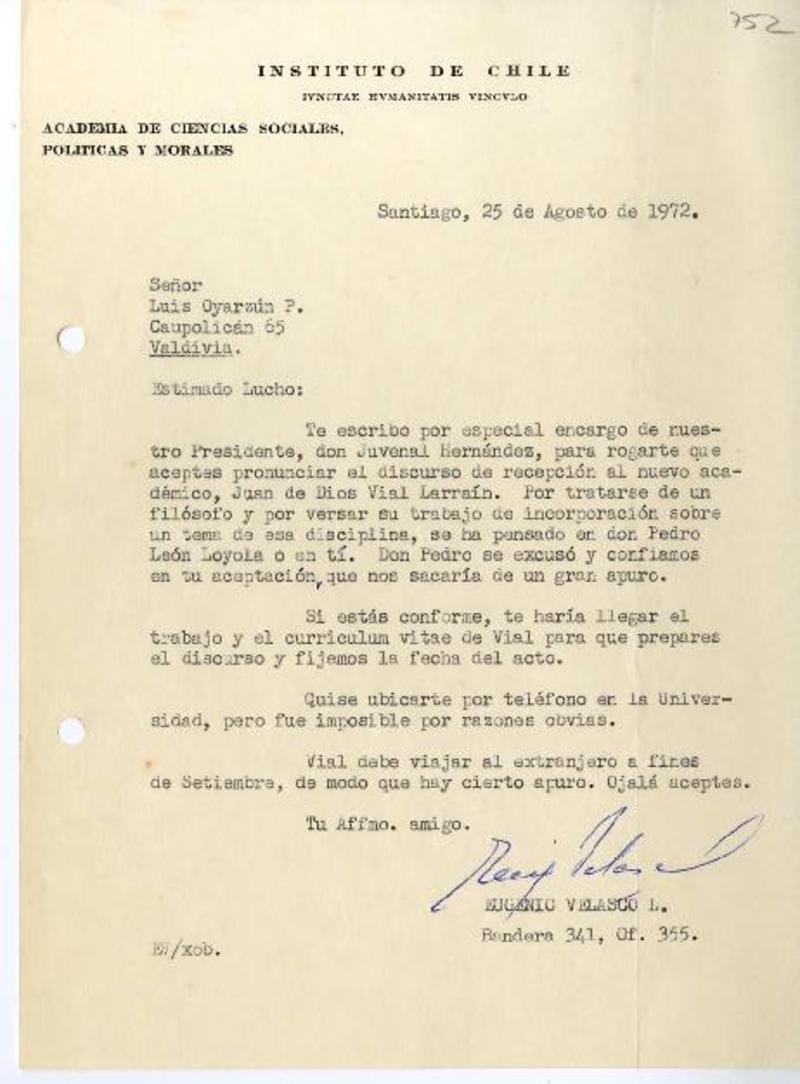 752
INSTITUTO DE CHILE
IVNCTAE HVMANITATIS VINCVLO
ACADEMIA DE CIENCIAS SOCIALES,
POLITICAS Y MORALES
Santiago, 25 de Agosto de 1972.
Señor
Luis Oyarzún P.
Caupolicán 65
Valdivia.
Estimado Lucho:
Te escribo por especial encargo de nues-
tro Presidente, don Juvenal Hernández, para rogarte que
aceptes pronunciar el discurso de recepción al nuevo aca-
démico, Juan de Dios Vial Larraín. Por tratarse de un
filósofo y por versar su trabajo de incorporación sobre
un tema de esa disciplina, se ha pensado en don Pedro
León Loyola o en tí. Don Pedro se excusó y confiamos
en tu aceptación, que nos sacaría de un gran apuro.
Si estás conforme, te haría llegar el
trabajo y el curriculum vitae de Vial para que prepares
el discurso y fijemos la fecha del acto.
Quise ubicarte por teléfono en la Univer-
sidad, pero fue imposible por razones obvias.
Vial debe viajar al extranjero a fines
de Setiembre, de modo que hay cierto apuro. Ojalá aceptes.
Tu Affmo. amigo.
EUGENIO VELASCO L.
Bandera 341, Of. 355.
/xob.